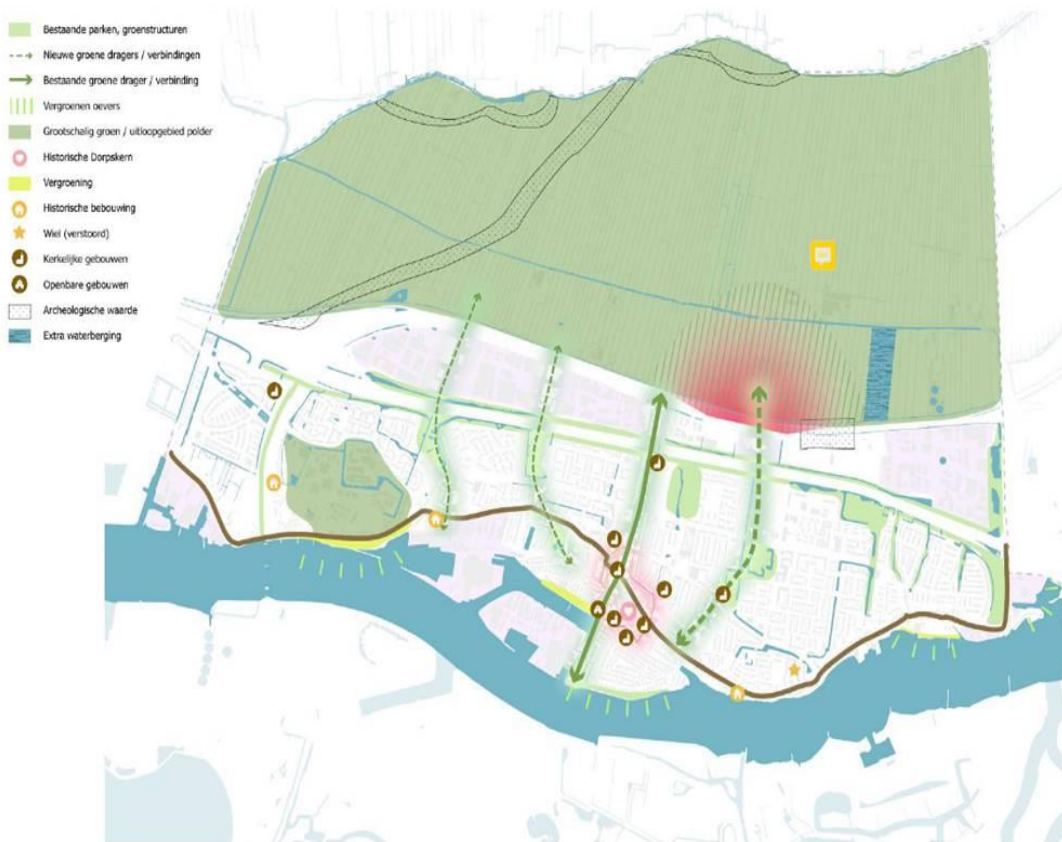 Bestaande parken, groenstructuren
Nieuwe groene dragers / verbindingen
Bestaande groene drager / verbinding
Vergroenen oevers
Grootschalig groen / uitloopgebied polder
Historische Dorpskern
Vergroening
Historische bebouwing
Wiel (verstoord)
Kerkelijke gebouwen
Openbare gebouwen
Archeologische waarde
Extra waterberging